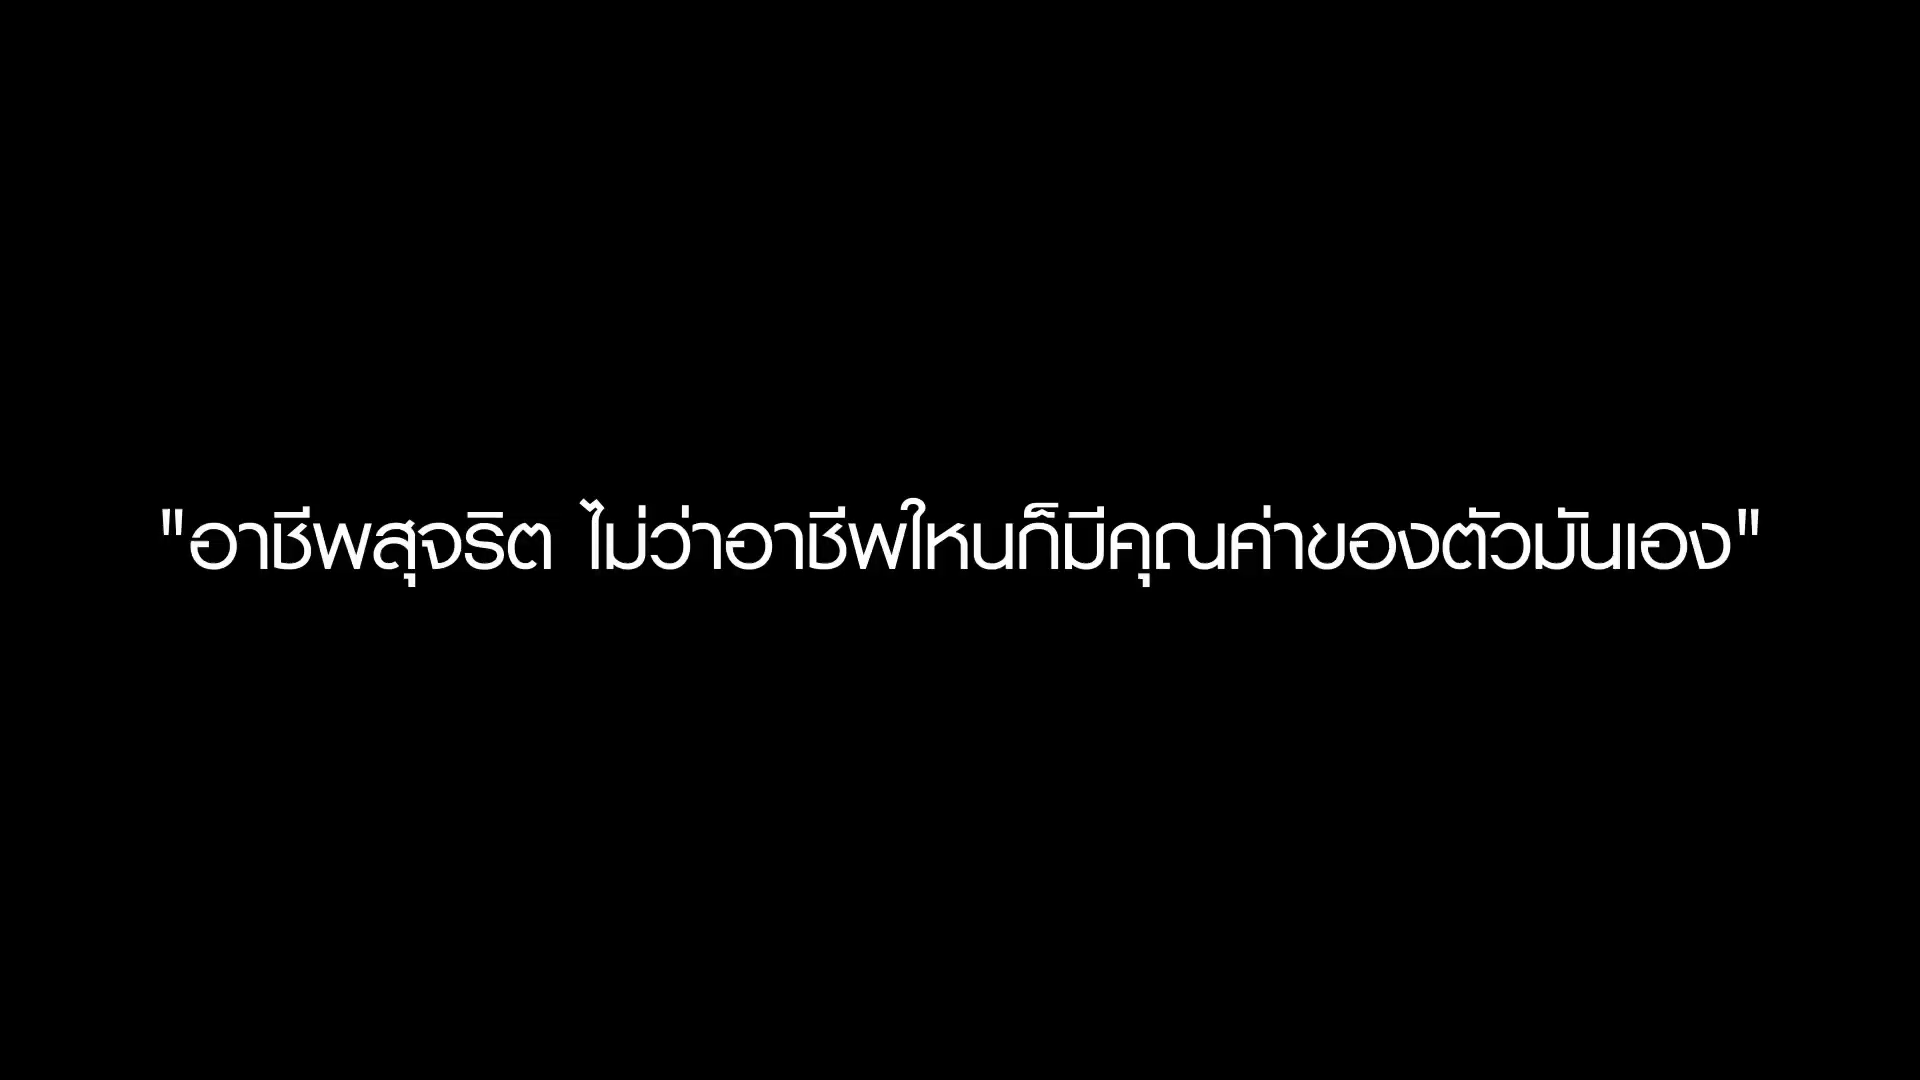 "อาชีพสุจริต ไม่ว่าอาชีพใหนก็มีคุณค่าของตัวมันเอง"